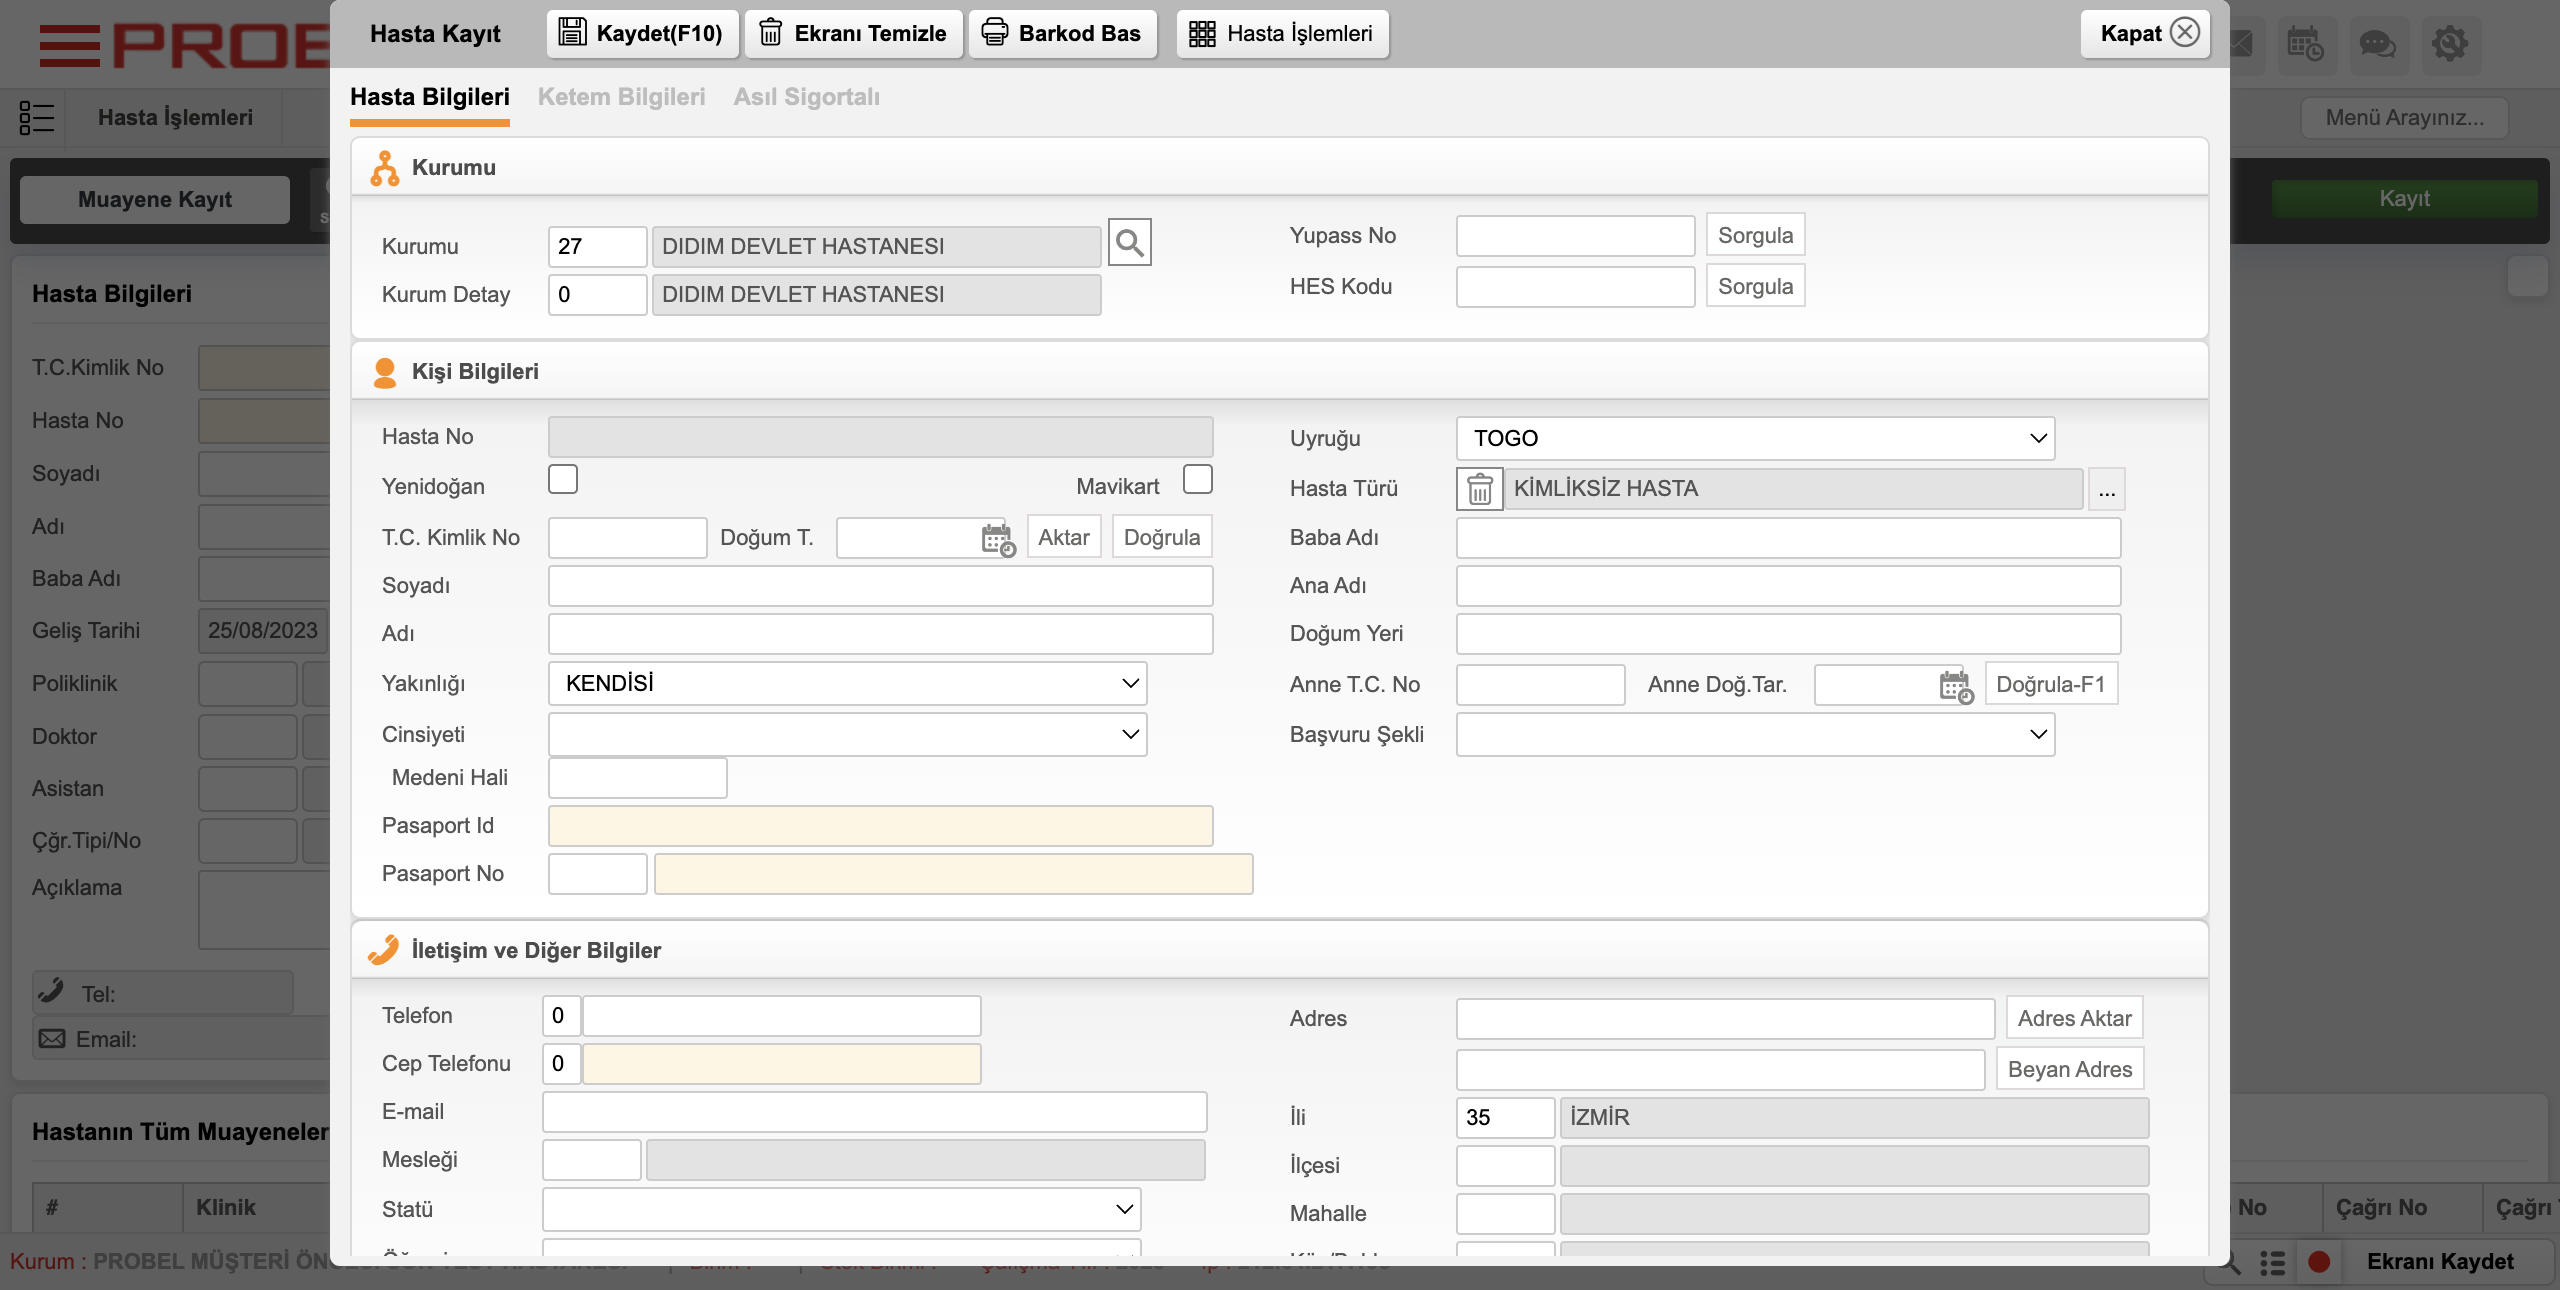 PROBE
Hasta Kayıt
Kaydet(F10)
Ekranı Temizle
Barkod Bas
Hasta İşlemleri
Kapat
Hasta İşlemleri
Menü Arayınız...
Hasta Bilgileri
Ketem Bilgileri
Asıl Sigortalı
Muayene Kayıt
Kayıt
Kurumu
Kurumu
27
DIDIM DEVLET HASTANESI
Yupass No
Sorgula
Kurum Detay
0
DIDIM DEVLET HASTANESI
HES Kodu
Sorgula
Kişi Bilgileri
Hasta No
Uyruğu
TOGO
Yenidoğan
Mavikart
Hasta Türü
KİMLİKSİZ HASTA
...
T.C. Kimlik No
Doğum T.
Aktar
Doğrula
Baba Adı
Soyadı
Ana Adı
Adı
Doğum Yeri
Yakınlığı
KENDİSİ
Anne T.C. No
Anne Doğ.Tar.
Doğrula-F1
Cinsiyeti
Başvuru Şekli
Medeni Hali
Pasaport Id
Pasaport No
İletişim ve Diğer Bilgiler
Telefon
0
Adres
Adres Aktar
Cep Telefonu
0
Beyan Adres
E-mail
İli
35
İZMİR
Mesleği
İlçesi
Statü
Mahalle
Hasta Bilgileri
T.C.Kimlik No
Hasta No
Soyadı
Adı
Baba Adı
Geliş Tarihi
25/08/2023
Poliklinik
Doktor
Asistan
Çğr.Tipi/No
Açıklama
Tel:
Email:
Hastanın Tüm Muayeneler
#
Klinik
No
Çağrı No
Çağrı
Kurum : PROBEL MÜŞTERİ
Ekranı Kaydet